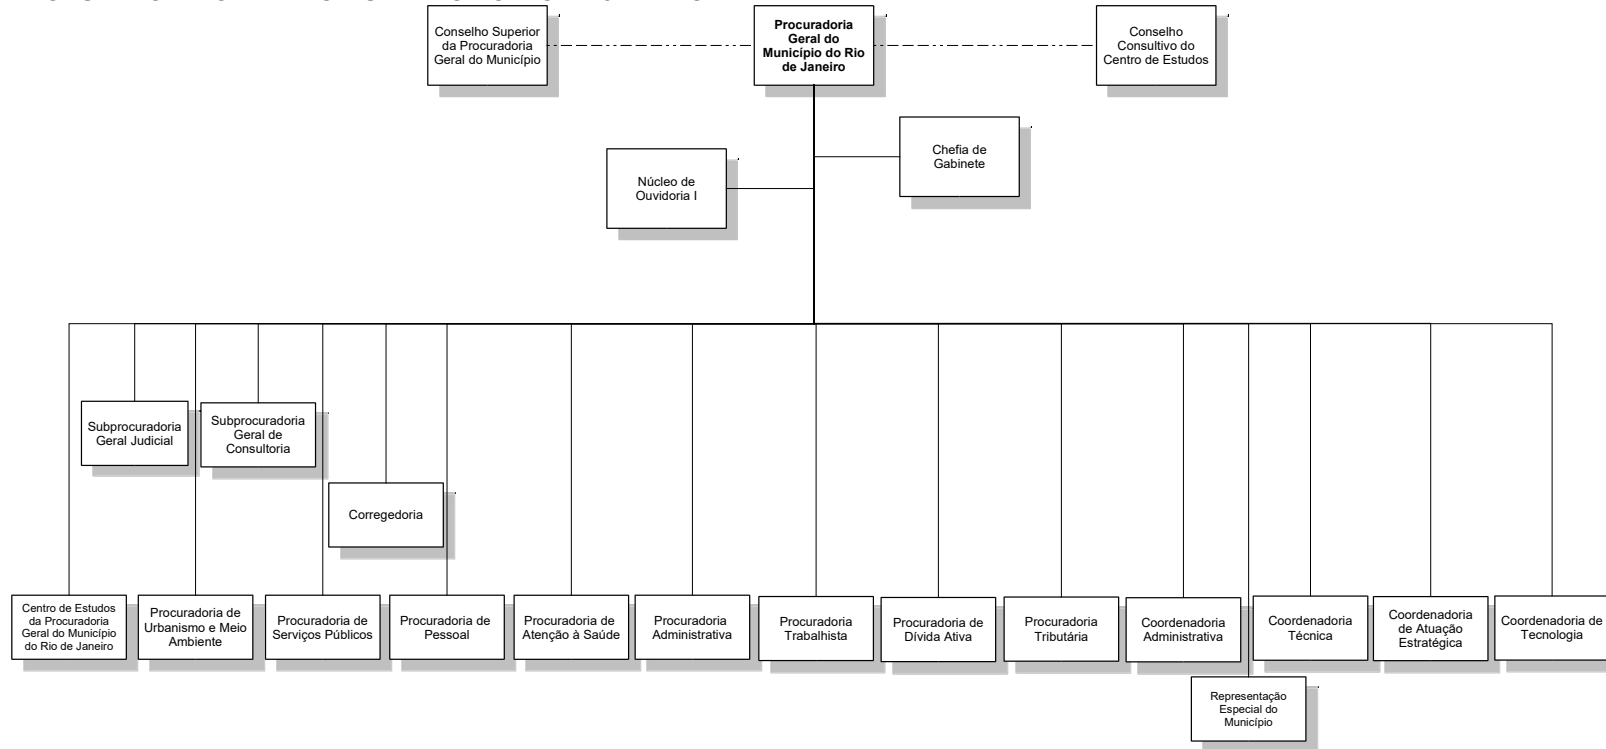 Conselho Superior
da Procuradoria
Geral do Município
Procuradoria
Geral do
Município do Rio
de Janeiro
Conselho
Consultivo do
Centro de Estudos
Chefia de
Gabinete
Núcleo de
Ouvidoria I
Subprocuradoria
Geral Judicial
Subprocuradoria
Geral de
Consultoria
Corregedoria
Centro de Estudos
da Procuradoria
Geral do Município
do Rio de Janeiro
Procuradoria de
Urbanismo e Meio
Ambiente
Procuradoria de
Serviços Públicos
Procuradoria de
Pessoal
Procuradoria de
Atenção à Saúde
Procuradoria
Administrativa
Procuradoria
Trabalhista
Procuradoria de
Dívida Ativa
Procuradoria
Tributária
Coordenadoria
Administrativa
Coordenadoria
Técnica
Coordenadoria
de Atuação
Estratégica
Coordenadoria de
Tecnologia
Representação
Especial do
Município